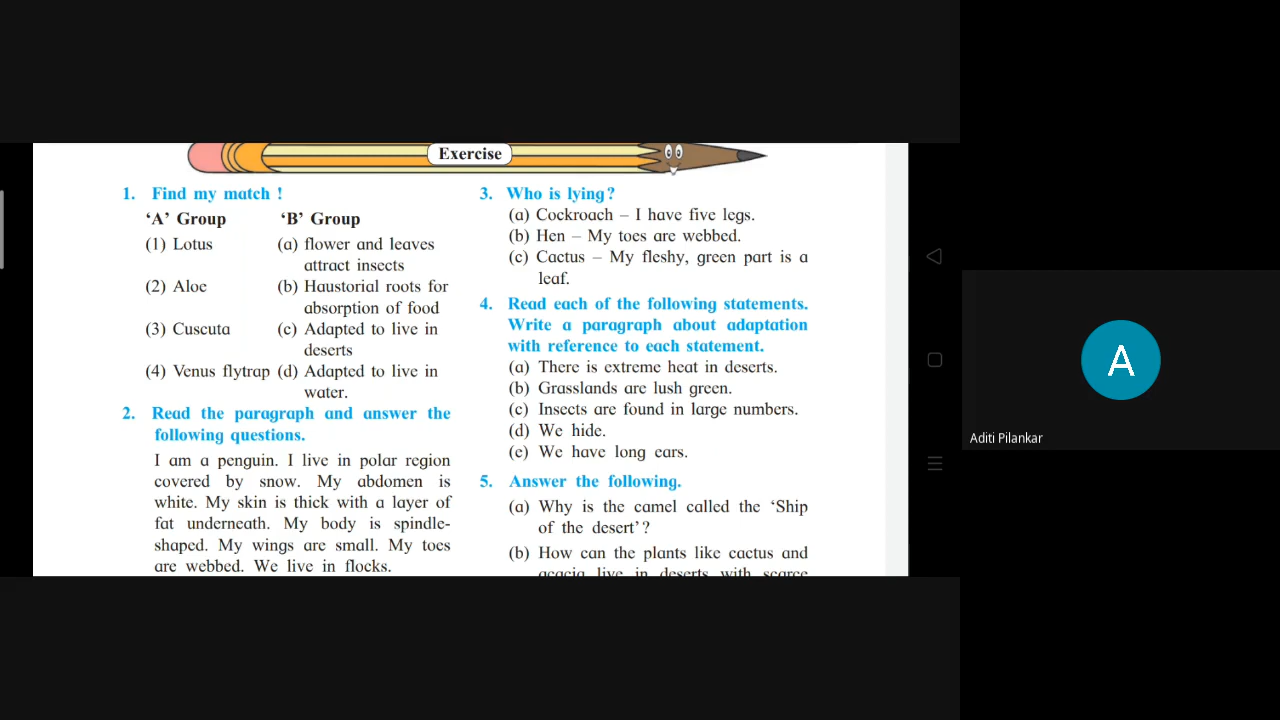 Exercise
1. Find my match !
‘A’ Group ‘B’ Group
(1) Lotus (a) flower and leaves
attract insects
(2) Aloe (b) Haustorial roots for
absorption of food
(3) Cuscuta (c) Adapted to live in
deserts
(4) Venus flytrap (d) Adapted to live in
water.
2. Read the paragraph and answer the
following questions.
I am a penguin. I live in polar region
covered by snow. My abdomen is
white. My skin is thick with a layer of
fat underneath. My body is spindle-
shaped. My wings are small. My toes
are webbed. We live in flocks.
3. Who is lying?
(a) Cockroach – I have five legs.
(b) Hen – My toes are webbed.
(c) Cactus – My fleshy, green part is a
leaf.
4. Read each of the following statements.
Write a paragraph about adaptation
with reference to each statement.
(a) There is extreme heat in deserts.
(b) Grasslands are lush green.
(c) Insects are found in large numbers.
(d) We hide.
(e) We have long ears.
5. Answer the following.
(a) Why is the camel called the ‘Ship
of the desert’?
(b) How can the plants like cactus and
acacia live in deserts with scarce
A
Aditi Pilankar